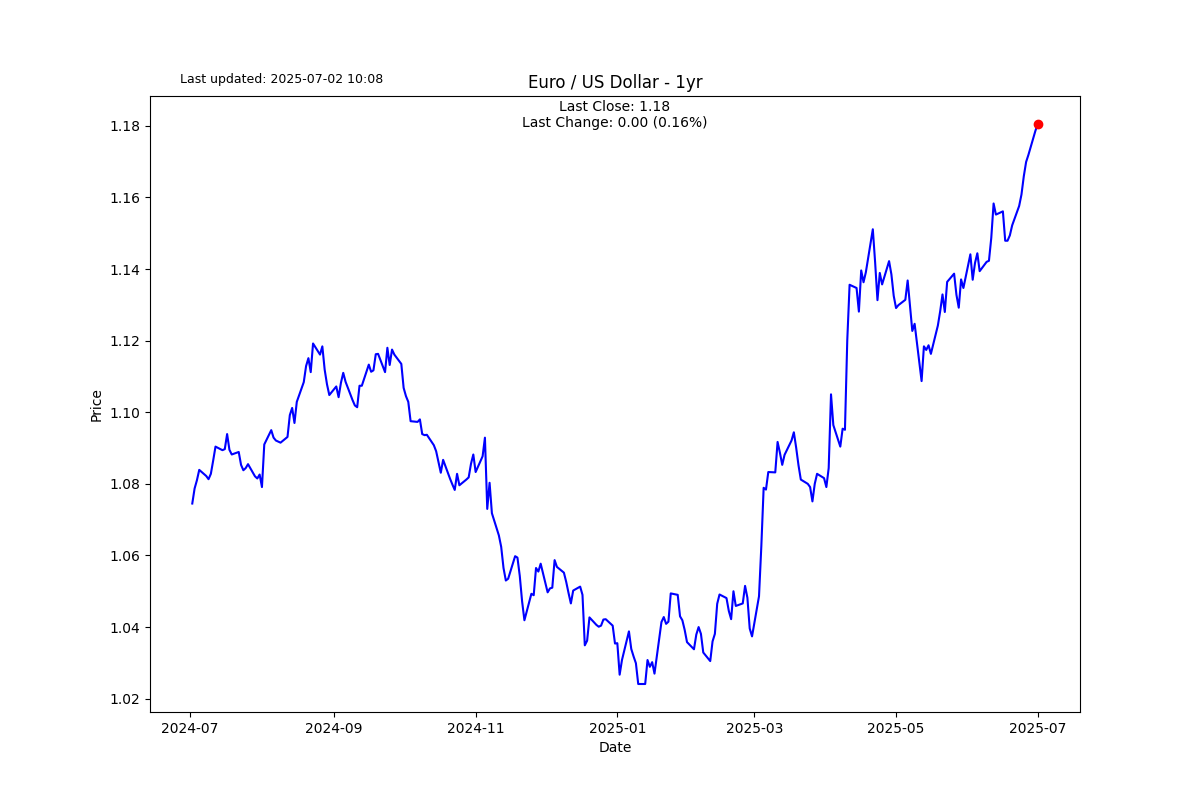 Last updated: 2025-07-02 10:08
Euro / US Dollar - 1yr
Last Close: 1.18
Last Change: 0.00 (0.16%)
1.18
1.16
1.14
1.12
1.10
1.08
1.06
1.04
1.02
Price
2024-07 2024-09 2024-11 2025-01 2025-03 2025-05 2025-07
Date